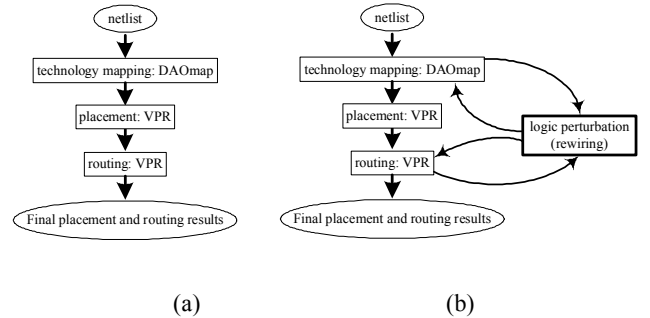 netlist
technology mapping: DAOmap
placement: VPR
routing: VPR
Final placement and routing results
(a)
netlist
technology mapping: DAOmap
placement: VPR
routing: VPR
Final placement and routing results
logic perturbation
(rewiring)
(b)